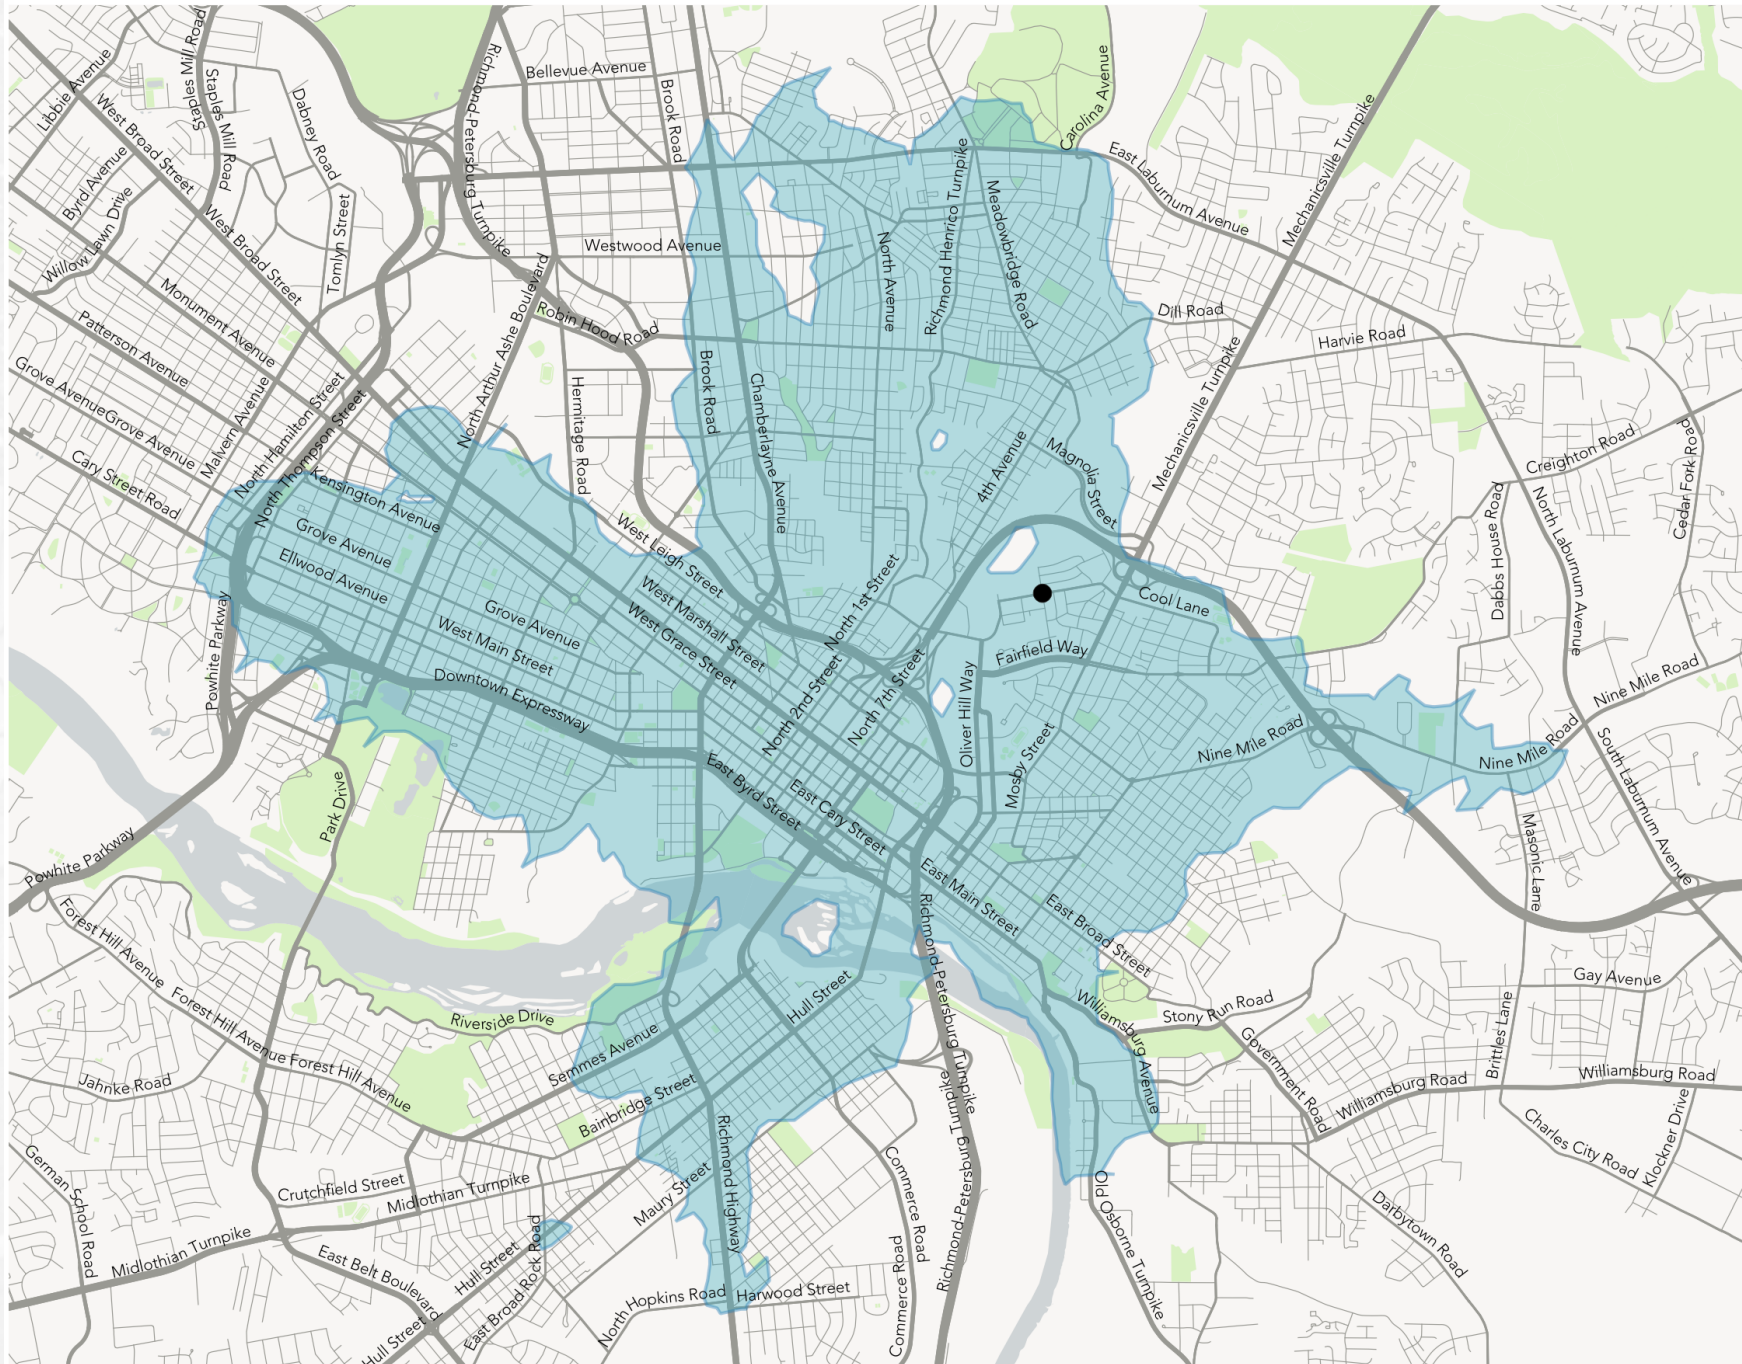 Bellevue Avenue
Richmond-Petersburg Turnpike
Brook Road
Carolina Avenue
Staples Mill Road
Staples Mill Road
Libbie Avenue
West Broad Street
Dabney Road
Mechanicsville Turnpike
East Laburnum Avenue
Byrd Avenue
Willow Lawn Drive
West Broad Street
Tomlyn Street
Westwood Avenue
North Avenue
Richmond Henrico Turnpike
Meadowbridge Road
Monument Avenue
Patterson Avenue
North Arthur Ashe Boulevard
Robin Hood Road
Dill Road
Harvie Road
Grove Avenue
Grove Avenue
Malvern Avenue
North Hamilton Street
North Thompson Street
Hermitage Road
Brook Road
Chamberlayne Avenue
Mechanicsville Turnpike
Creighton Road
Cedar Fork Road
Cary Street Road
Kensington Avenue
4th Avenue
Magnolia Street
Dabbs House Road
North Laburnum Avenue
Grove Avenue
Ellwood Avenue
West Leigh Street
West Marshall Street
West Grace Street
North 1st Street
Cool Lane
Powhite Parkway
Grove Avenue
West Main Street
Downtown Expressway
North 2nd Street
North 7th Street
Oliver Hill Way
Fairfield Way
Mosby Street
Nine Mile Road
Nine Mile Road
Nine Mile Road
South Laburnum Avenue
Park Drive
East Byrd Street
East Cary Street
East Main Street
East Broad Street
Masonic Lane
Powhite Parkway
Forest Hill Avenue
Forest Hill Avenue
Forest Hill Avenue
Riverside Drive
Hull Street
Semmes Avenue
Bainbridge Street
Richmond-Petersburg Turnpike
Williamsburg Avenue
Stony Run Road
Government Road
Gay Avenue
Brittles Lane
Williamsburg Road
Williamsburg Road
Jahnke Road
German School Road
Crutchfield Street
Midlothian Turnpike
Midlothian Turnpike
Maury Street
Richmond Highway
Commerce Road
Commerce Road
Richmond-Petersburg Turnpike
Old Osborne Turnpike
Charles City Road
Klockner Drive
Darbytown Road
East Belt Boulevard
Hull Street
Hull Street
East Broad Rock Road
North Hopkins Road
Harwood Street